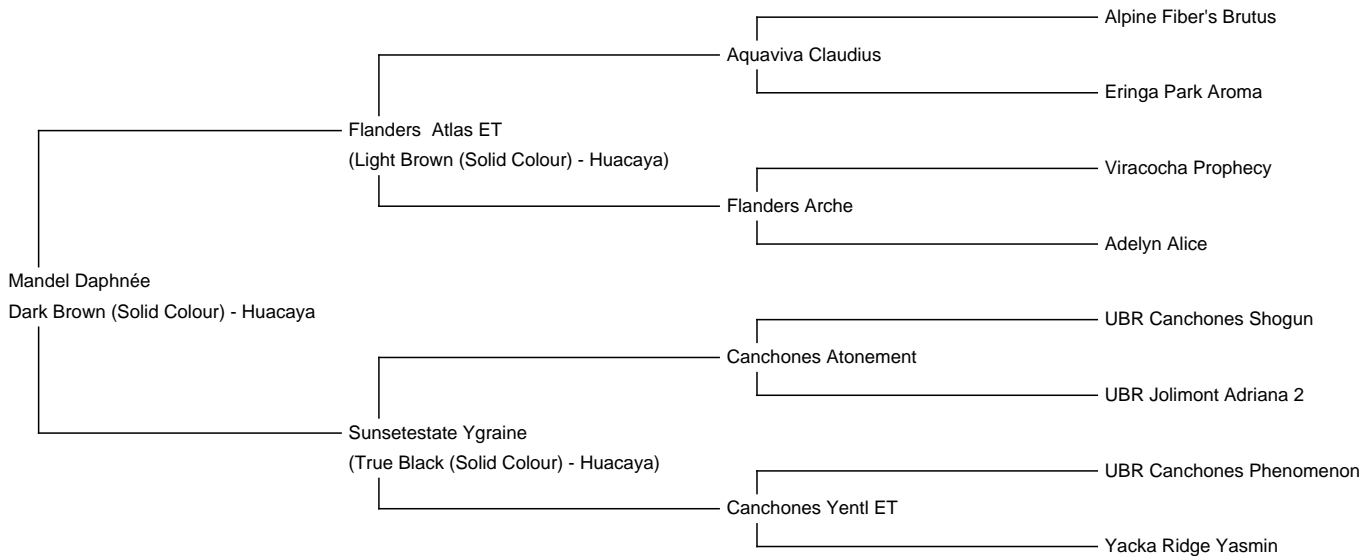 Alpine Fiber's Brutus
Aquaviva Claudius
Eringa Park Aroma
Flanders  Atlas ET
(Light Brown (Solid Colour) - Huacaya)
Viracocha Prophecy
Flanders Arche
Adelyn Alice
Mandel Daphnée
Dark Brown (Solid Colour) - Huacaya
UBR Canchones Shogun
Canchones Atonement
UBR Jolimont Adriana 2
Sunsetestate Ygraine
(True Black (Solid Colour) - Huacaya)
UBR Canchones Phenomenon
Canchones Yentl ET
Yacka Ridge Yasmin